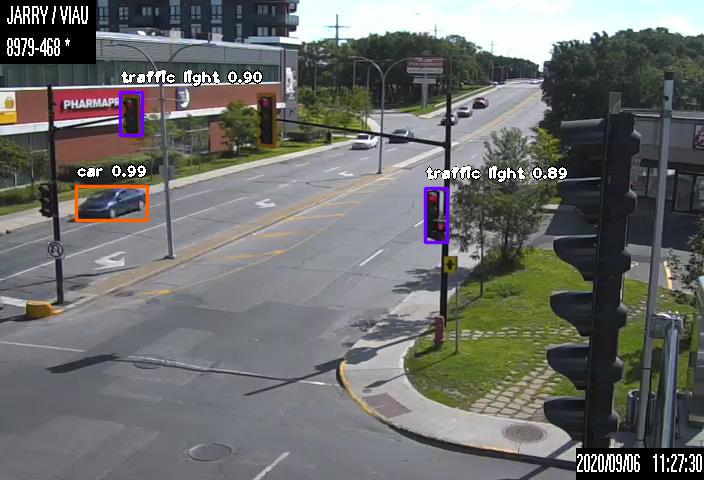 JARRY / VIAU
8979-468 *
traffic light 0.90
PHARMAPR
car 0.99
traffic light 0.89
2020/09/06 11:27:30